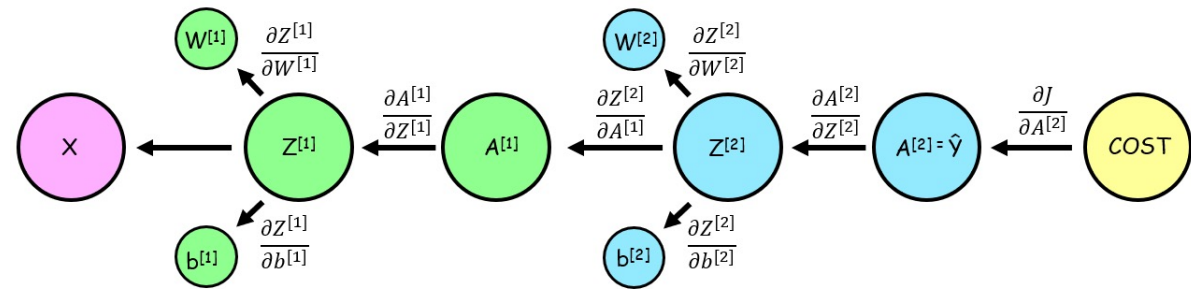 W[1]
∂Z[1]/∂W[1]
W[2]
∂Z[2]/∂W[2]
X
Z[1]
∂A[1]/∂Z[1]
A[1]
∂Z[2]/∂A[1]
Z[2]
∂A[2]/∂Z[2]
A[2] = Ŷ
∂J/∂A[2]
COST
b[1]
∂Z[1]/∂b[1]
b[2]
∂Z[2]/∂b[2]